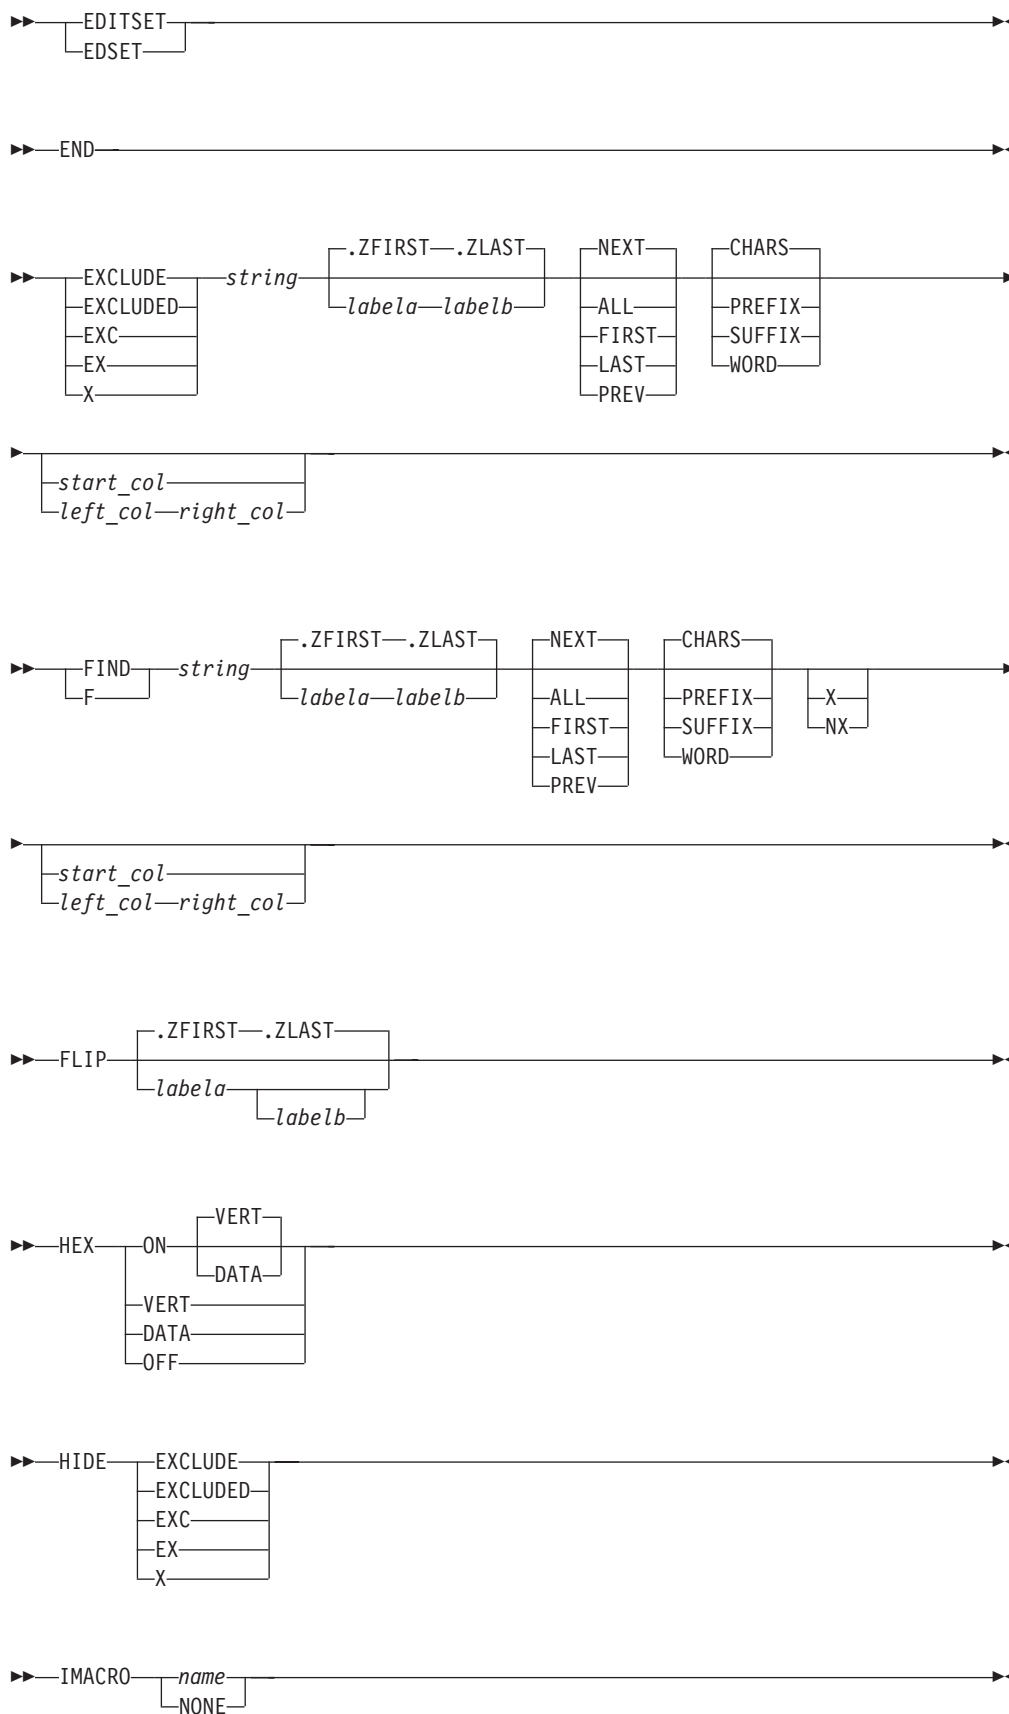 EDITSET
EDSET
END
.ZFIRST .ZLAST NEXT CHARS
EXCLUDE string
EXCLUDED labela labelb ALL PREFIX
EXC FIRST SUFFIX
EX LAST WORD
X PREV
start_col
left_col right_col
.ZFIRST .ZLAST NEXT CHARS
FIND string
F labela labelb ALL PREFIX X
FIRST SUFFIX NX
LAST WORD
PREV
start_col
left_col right_col
.ZFIRST .ZLAST
FLIP
labela
labelb
VERT
HEX ON
DATA
VERT
DATA
OFF
HIDE EXCLUDE
EXCLUDED
EXC
EX
X
IMACRO name
NONE